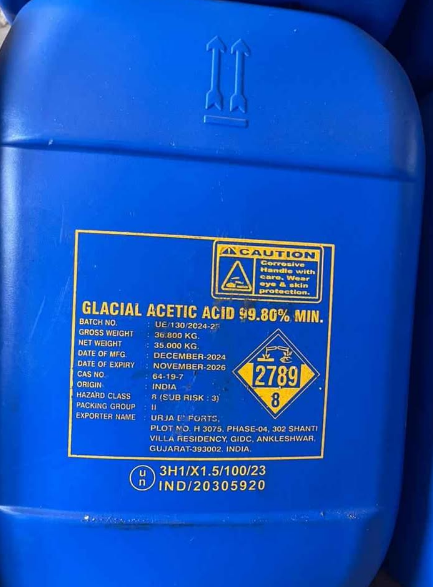 CAUTION
Corrosive
Handle with
care. Wear
eye & skin
protection.
GLACIAL ACETIC ACID 99.80% MIN.
BATCH NO. : UE/130/2024-25
GROSS WEIGHT : 36.800 KG.
NET WEIGHT : 35.000 KG.
DATE OF MFG. : DECEMBER-2024
DATE OF EXPIRY : NOVEMBER-2026
CAS NO. : 64-19-7
ORIGIN : INDIA
HAZARD CLASS : 8 (SUB RISK : 3)
PACKING GROUP : II
EXPORTER NAME : URJA EXPORTS,
PLOT NO. H 3075, PHASE-04, 302 SHANTI
VILLA RESIDENCY, GIDC, ANKLESHWAR.
GUJARAT-393002. INDIA.
2789
8
un 3H1/X1.5/100/23
IND/20305920